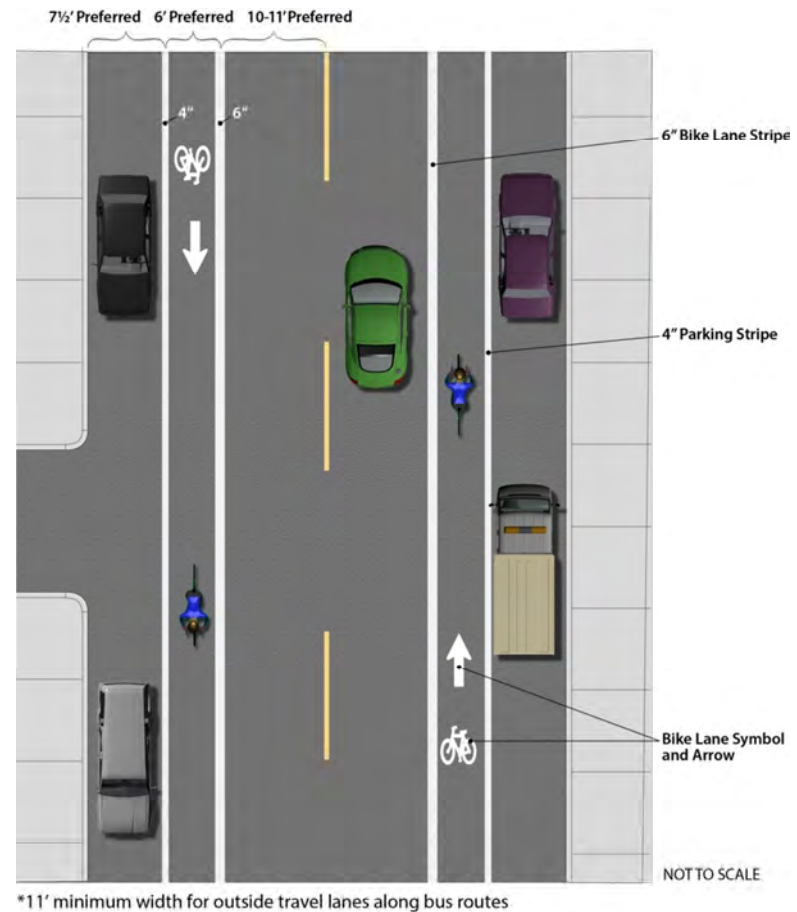 7½' Preferred 6' Preferred 10-11' Preferred
4" 6"
6" Bike Lane Stripe
4" Parking Stripe
Bike Lane Symbol
and Arrow
NOT TO SCALE
*11' minimum width for outside travel lanes along bus routes